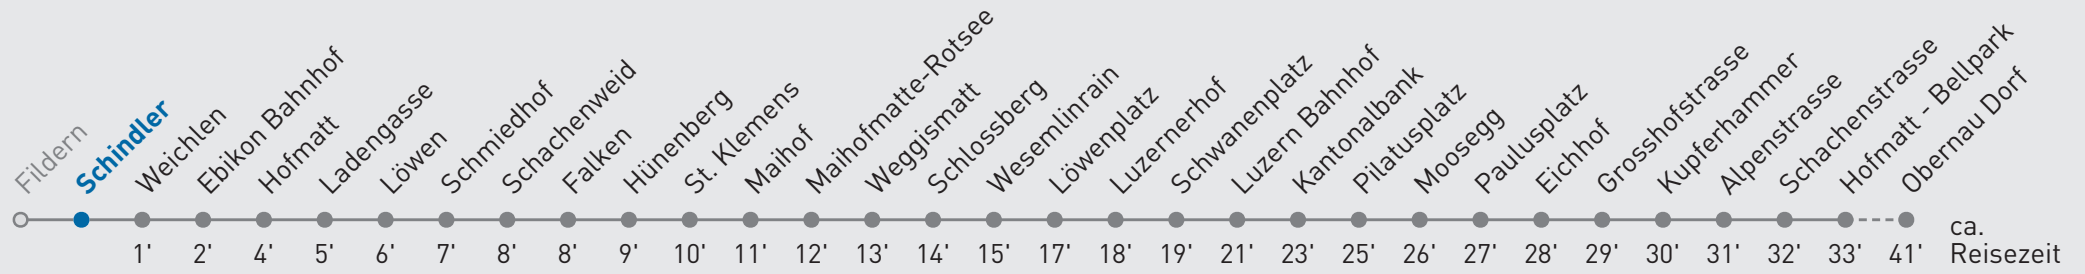 Fildern
Schindler
Weichlen
Ebikon Bahnhof
Hofmatt
Ladengasse
Löwen
Schmiedhof
Schachenweid
Falken
Hünenberg
St. Klemens
Maihof
Maihofmatte-Rotsee
Weggismatt
Schlossberg
Wesemlinrain
Löwenplatz
Luzernerhof
Schwanenplatz
Luzern Bahnhof
Kantonalbank
Pilatusplatz
Moosegg
Paulusplatz
Eichhof
Grosshofstrasse
Kupferhammer
Alpenstrasse
Schachenstrasse
Hofmatt - Bellpark
Obernau Dorf
1' 2' 4' 5' 6' 7' 8' 8' 9' 10' 11' 12' 13' 14' 15' 17' 18' 19' 21' 23' 25' 26' 27' 28' 29' 30' 31' 32' 33' 41'
ca.
Reisezeit